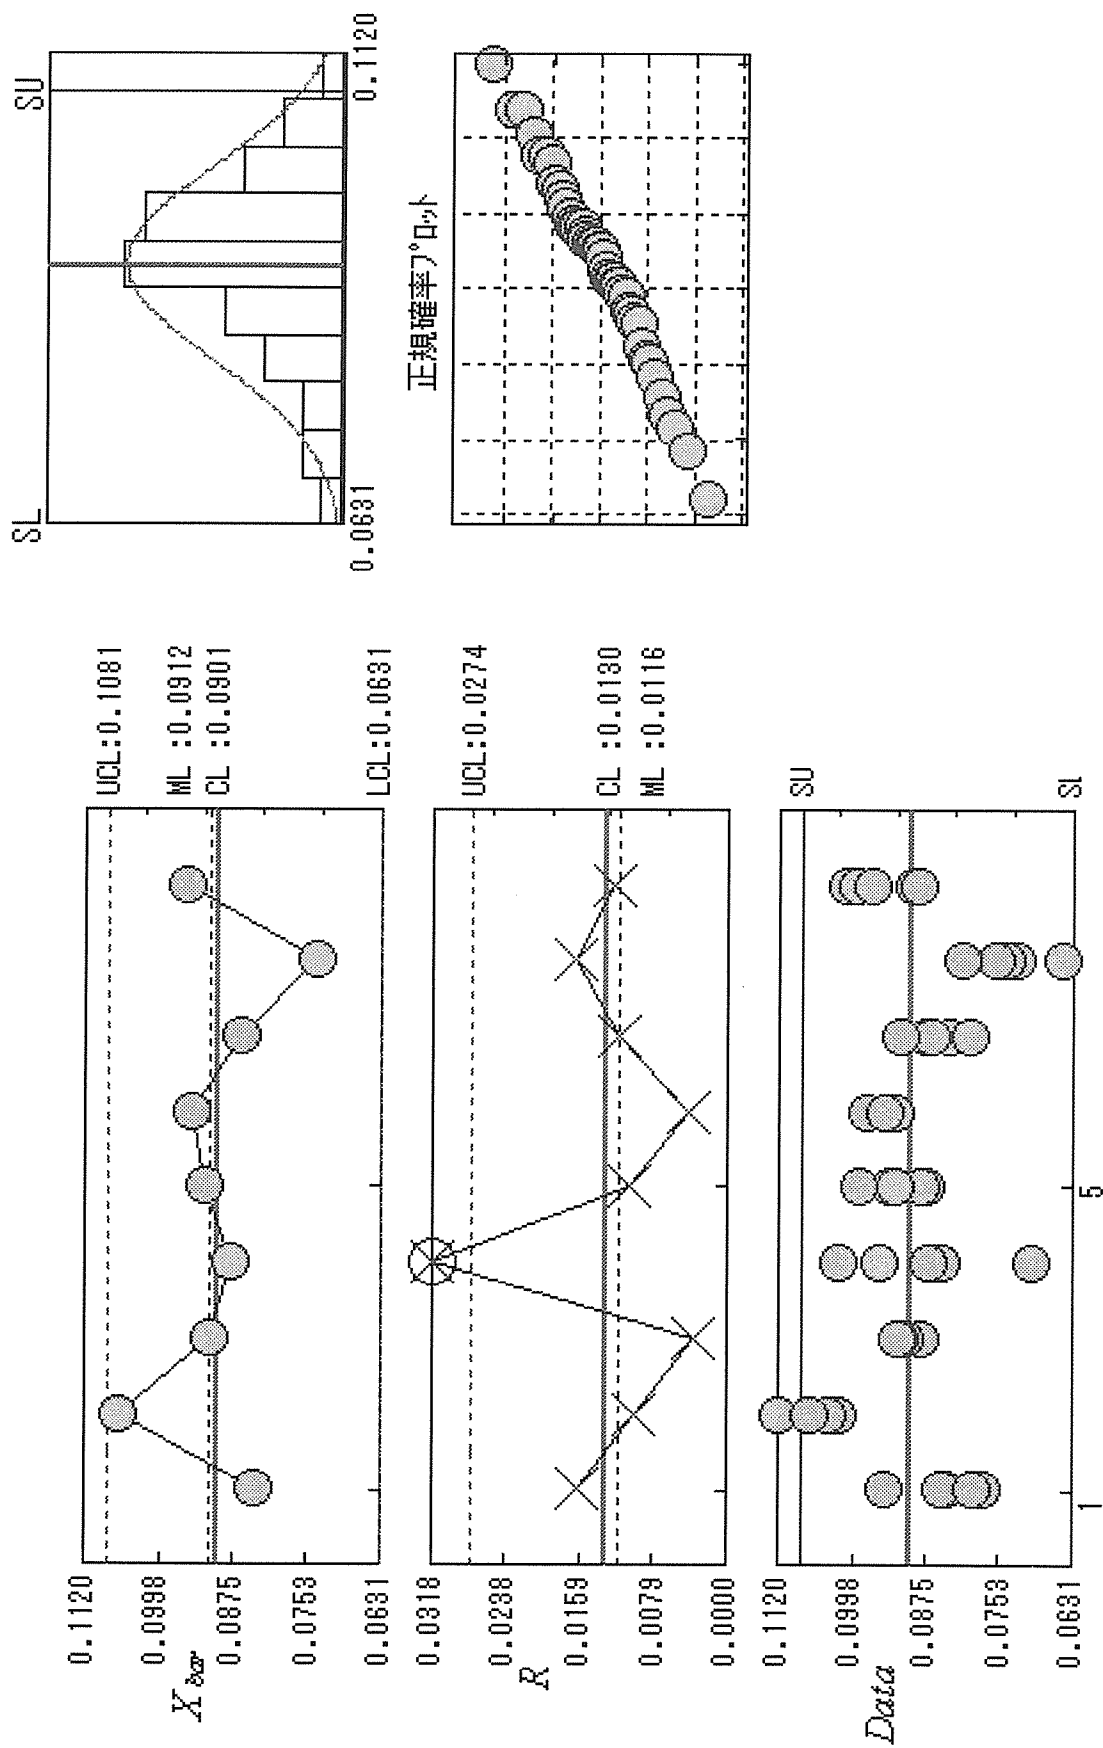 0.1120
0.0998
0.0875
0.0753
0.0631
X bar
UCL:0.1081
ML :0.0912
CL :0.0901
LCL:0.0631
0.0318
0.0238
0.0159
0.0079
0.0000
R
UCL:0.0274
CL :0.0130
ML :0.0116
0.1120
0.0998
0.0875
0.0753
0.0631
Data
SU
SL
1
5
SL
SU
0.0631
0.1120
正規確率プロット